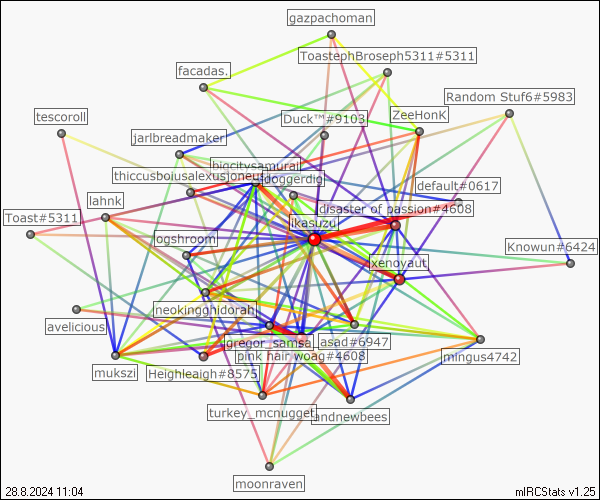 gazpachoman
ToastephBroseph5311#5311
facadas.
Random Stuf6#5983
tescoroll
Duck™#9103
ZeeHonK
jarlbreadmaker
bigcitysamurail
thiccusboiusalexusjoneus
doggerdig
default#0617
lahnk
disaster of passion#4608
Toast#5311
ikasuzu
ogshroom
Knowun#6424
xenoyaut
neokingghidorah
avelicious
gregor_samsa
asad#6947
pink hair woag#4608
mingus4742
mukszi
Heighleaigh#8575
turkey_mcnugget
andnewbees
moonraven
28.8.2024 11:04
mIRCStats v1.25